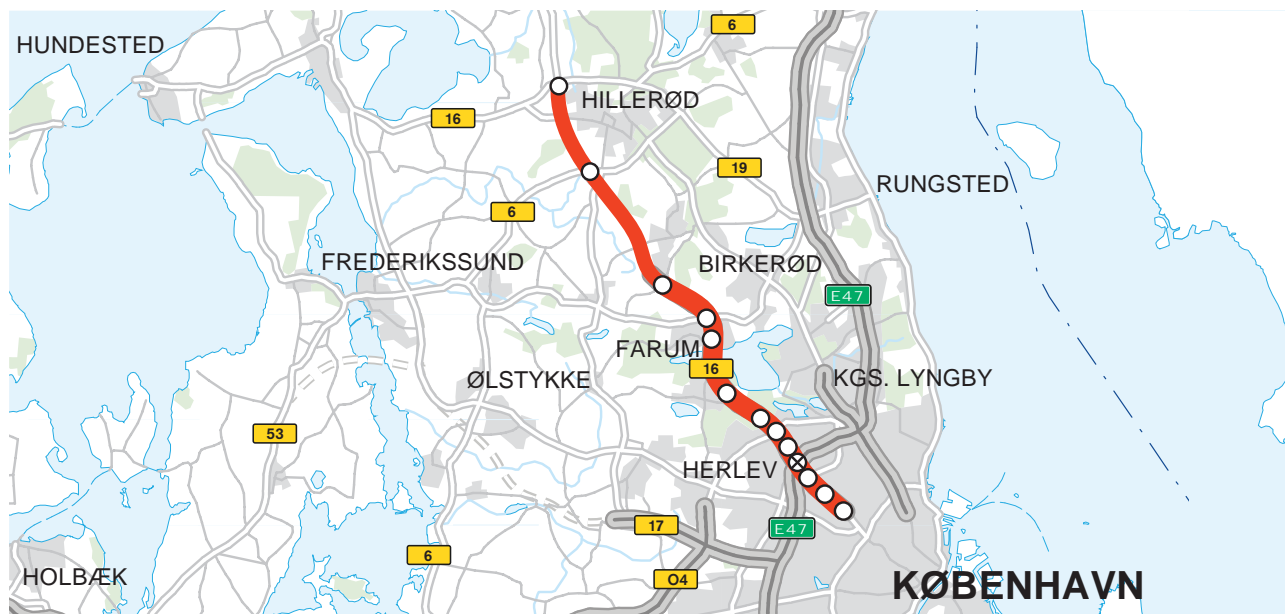 6
HUNDESTED
HILLERØD
16
19
RUNGSTED
6
FREDERIKSSUND
BIRKERØD
E47
FARUM
16
ØLSTYKKE
KGS. LYNGBY
53
HERLEV
17
E47
6
O4
HOLBÆK
KØBENHAVN